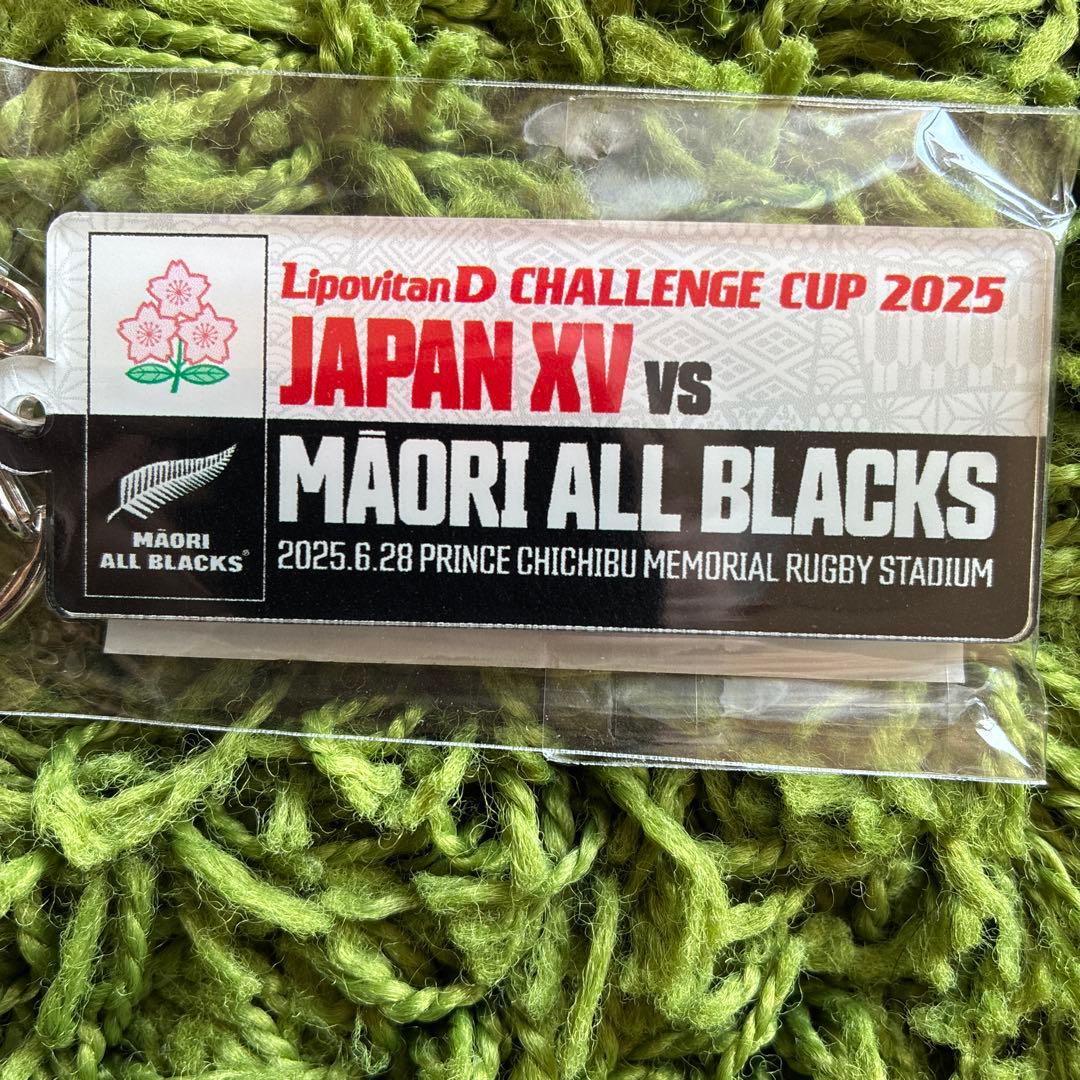 LipovitanD CHALLENGE CUP 2025
JAPAN XV vs
MĀORI ALL BLACKS
2025.6.28 PRINCE CHICHIBU MEMORIAL RUGBY STADIUM
MĀORI
ALL BLACKS®